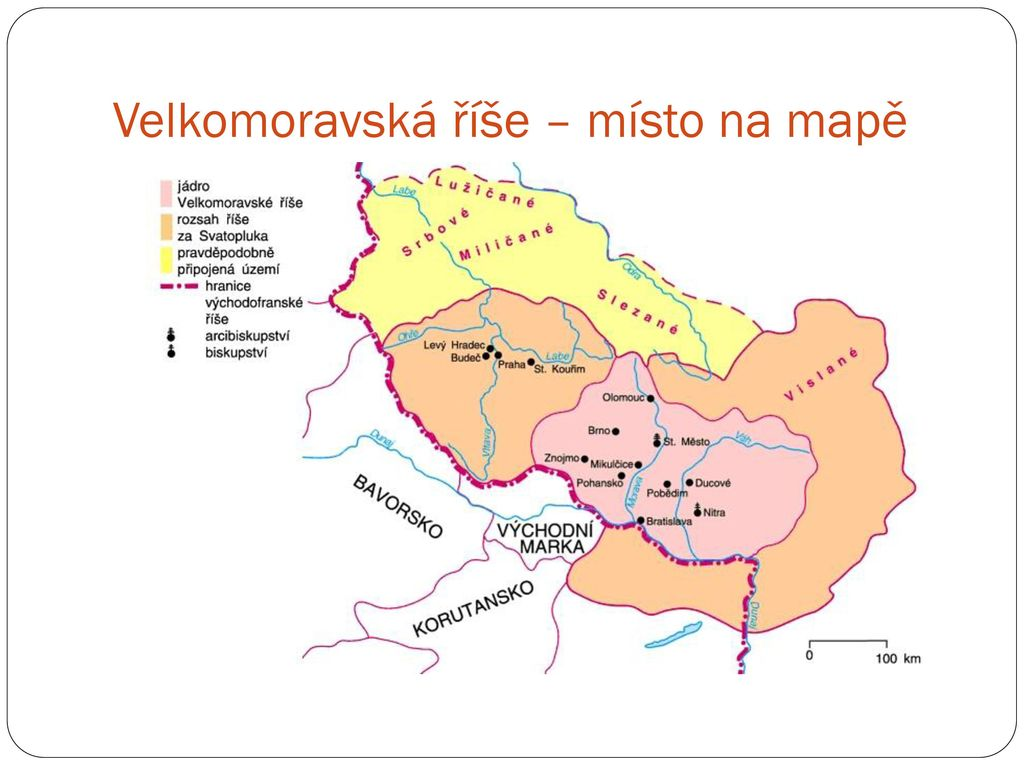 Velkomoravská říše – místo na mapě
jádro
Velkomoravské říše
rozsah říše
za Svatopluka
pravděpodobně
připojená území
hranice
východofranské
říše
arcibiskupství
biskupství
Labe
Lužičané
Srbové
Miličané
Odra
Slezané
Vislané
Ohře
Levý Hradec
Budeč
Praha
Labe
St. Kouřim
Vltava
Olomouc
Brno
St. Město
Váh
Znojmo
Mikulčice
Pohansko
Morava
Pobědim
Ducové
Nitra
Bratislava
Dunaj
BAVORSKO
VÝCHODNÍ
MARKA
KORUTANSKO
Dunaj
0
100 km